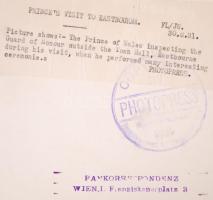 PRINCE'S VISIT TO EASTBOURNE. FL/JS.
30.6.31.
Picture shows:- The Prince of Wales inspecting the
Guard of Honour outside the Town Hall, Eastbourne
during his visit, when he performed many interesting
ceremonies.
PHOTOPRESS.
PHOTOPRESS
PANKORRESPONDENZ
WIEN,I. Franziskanerplatz 3